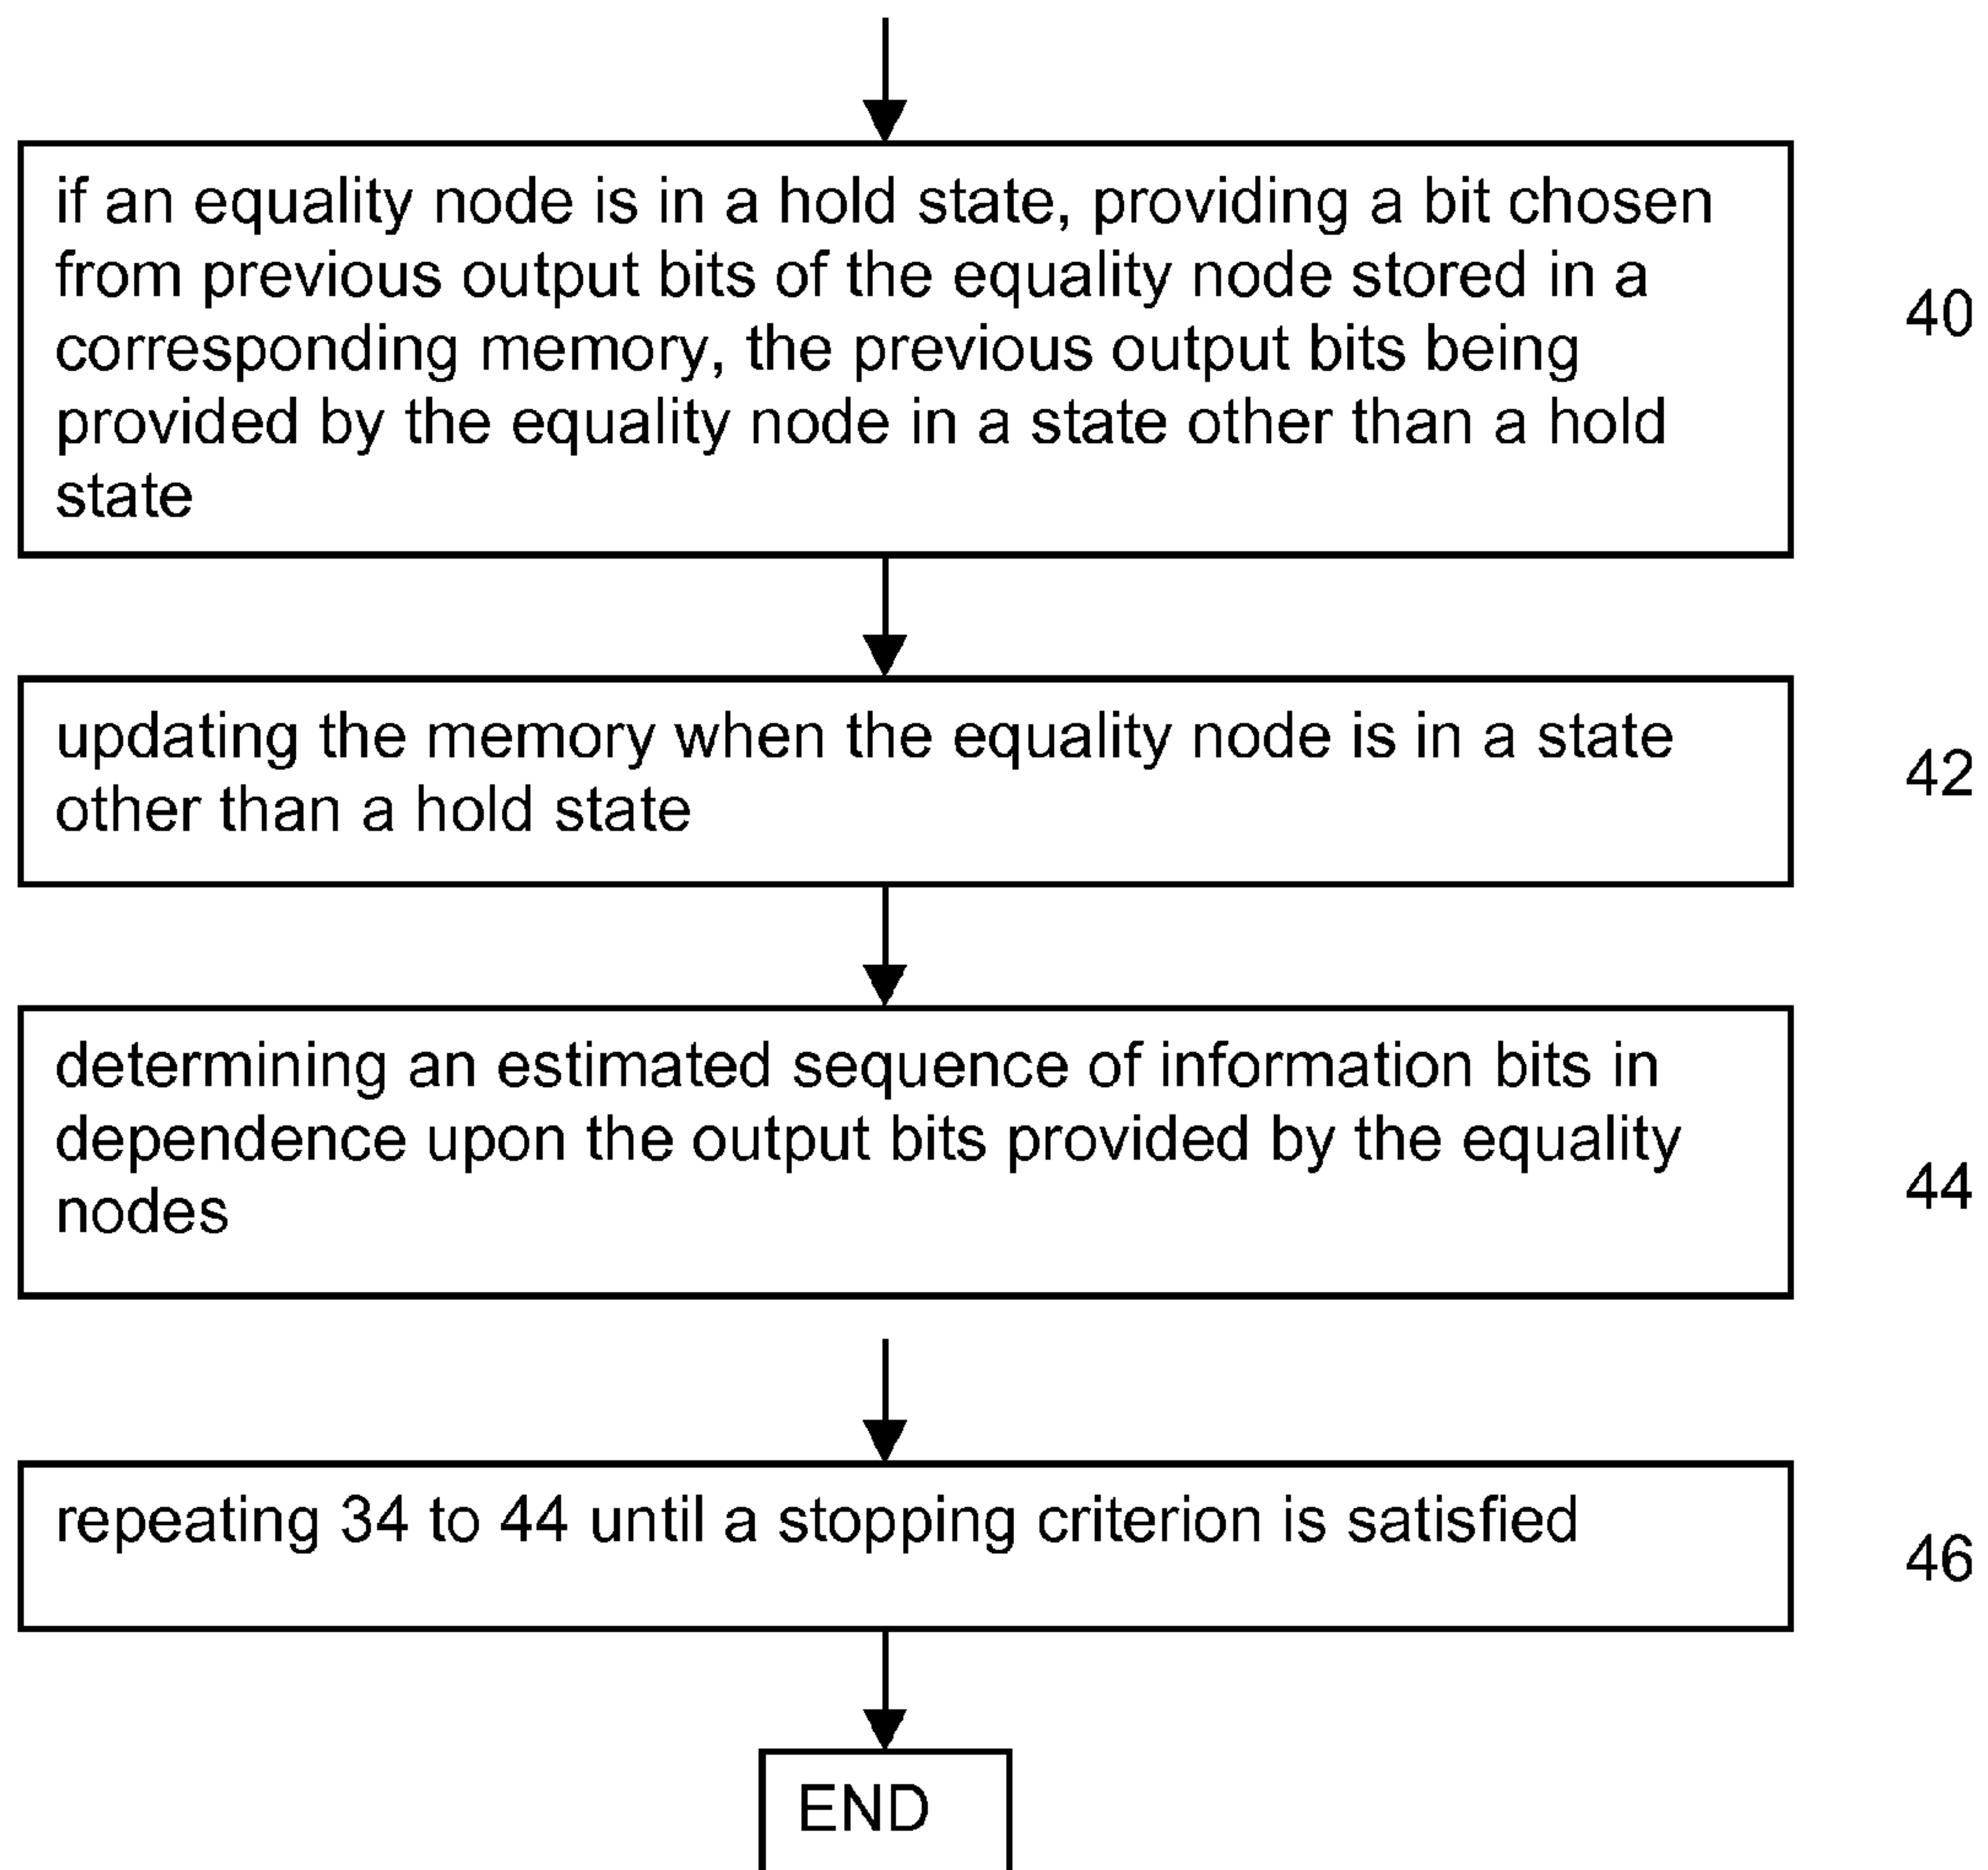 if an equality node is in a hold state, providing a bit chosen
from previous output bits of the equality node stored in a
corresponding memory, the previous output bits being
provided by the equality node in a state other than a hold
state
40
updating the memory when the equality node is in a state
other than a hold state
42
determining an estimated sequence of information bits in
dependence upon the output bits provided by the equality
nodes
44
repeating 34 to 44 until a stopping criterion is satisfied
46
END